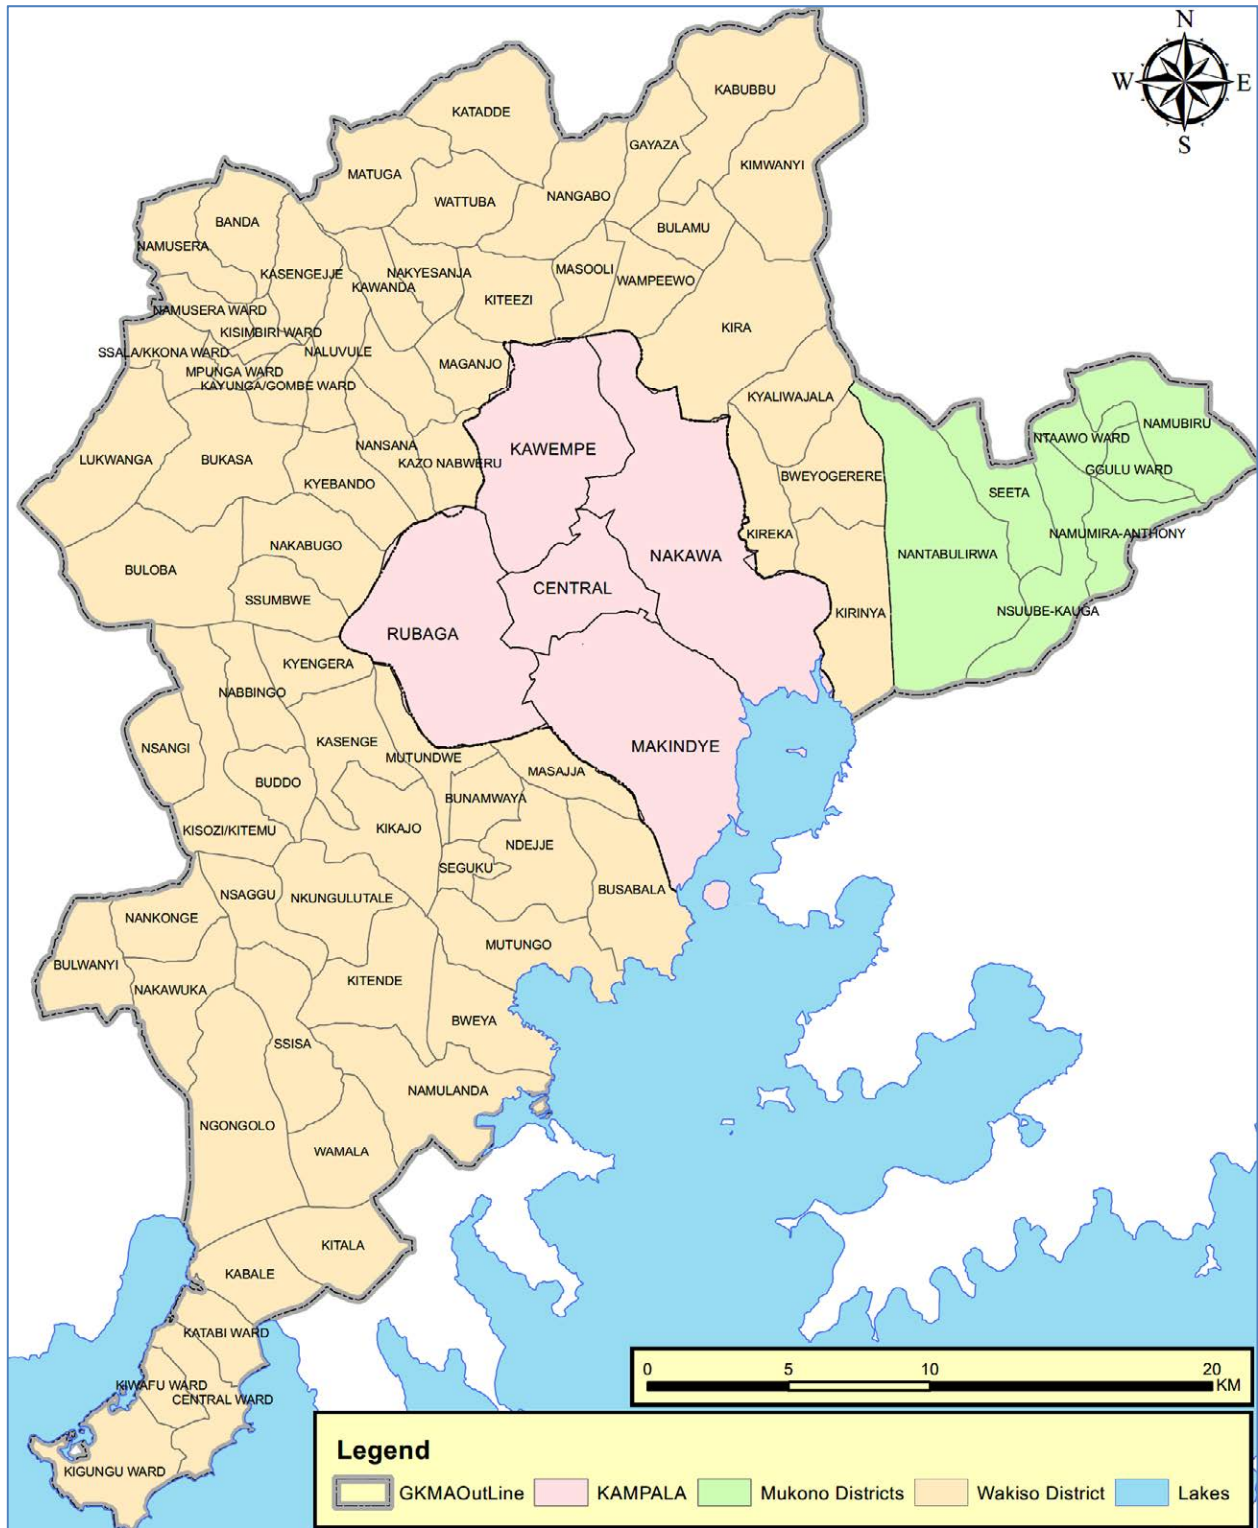 N
W
E
S
KABUBBU
KATADDE
GAYAZA
KIMWANYI
MATUGA
NANGABO
WATTUBA
BANDA
BULAMU
NAMUSERA
MASOOLI
KASENGEJJE
NAKYESANJA
WAMPEEWO
KAWANDA
KITEEZI
NAMUSERA WARD
KIRA
KISIMBIRI WARD
SSALA/KKONA WARD
NALUVULE
MAGANJO
MPUNGA WARD
KAYUNGA/GOMBE WARD
KYALIWAJALA
NAMUBIRU
NTAAWO WARD
NANSANA
KAWEMPE
LUKWANGA
BUKASA
KAZO NABWERU
GGULU WARD
BWEYOGERERE
KYEBANDO
SEETA
KIREKA
NAMUMIRA-ANTHONY
NAKABUGO
NAKAWA
NANTABULIRWA
BULOBA
CENTRAL
SSUMBWE
NSUUBE-KAUGA
KIRINYA
RUBAGA
KYENGERA
NABBINGO
KASENGE
NSANGI
MAKINDYE
MUTUNDWE
MASAJJA
BUDDO
BUNAMWAYA
KISOZI/KITEMU
KIKAJO
NDEJJE
SEGUKU
BUSABALA
NSAGGU
NKUNGULUTALE
NANKONGE
MUTUNGO
BULWANYI
KITENDE
NAKAWUKA
BWEYA
SSISA
NAMULANDA
NGONGOLO
WAMALA
KITALA
KABALE
KATABI WARD
KIWAFU WARD
CENTRAL WARD
KIGUNGU WARD
0 5 10 20
KM
Legend
GKMAOutLine KAMPALA Mukono Districts Wakiso District Lakes